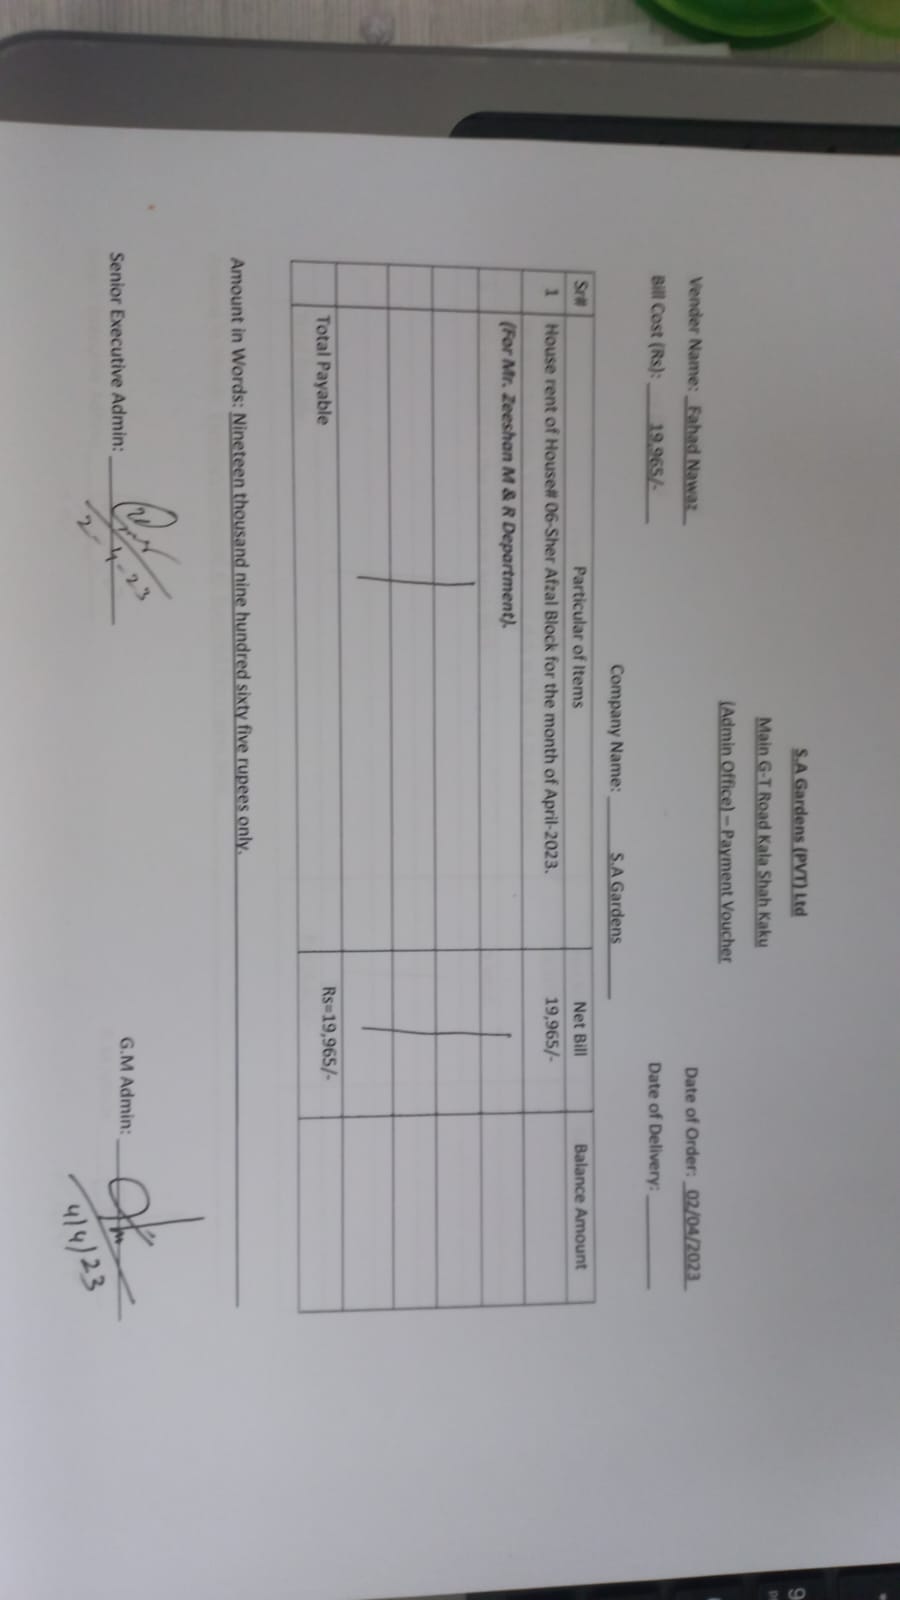 S.A Gardens (PVT) Ltd
Main G-T Road Kala Shah Kaku
(Admin Office) – Payment Voucher
Vender Name: Fahad Nawaz Date of Order: 02/04/2023
Bill Cost (Rs): 19,965/- Date of Delivery:
Company Name: S.A Gardens
Sr# Particular of Items Net Bill Balance Amount
1 House rent of House# 06-Sher Afzal Block for the month of April-2023. 19,965/-
(For Mr. Zeeshan M & R Department).
Total Payable Rs=19,965/-
Amount in Words: Nineteen thousand nine hundred sixty five rupees only.
Senior Executive Admin: G.M Admin:
2-4-23 4/4/23